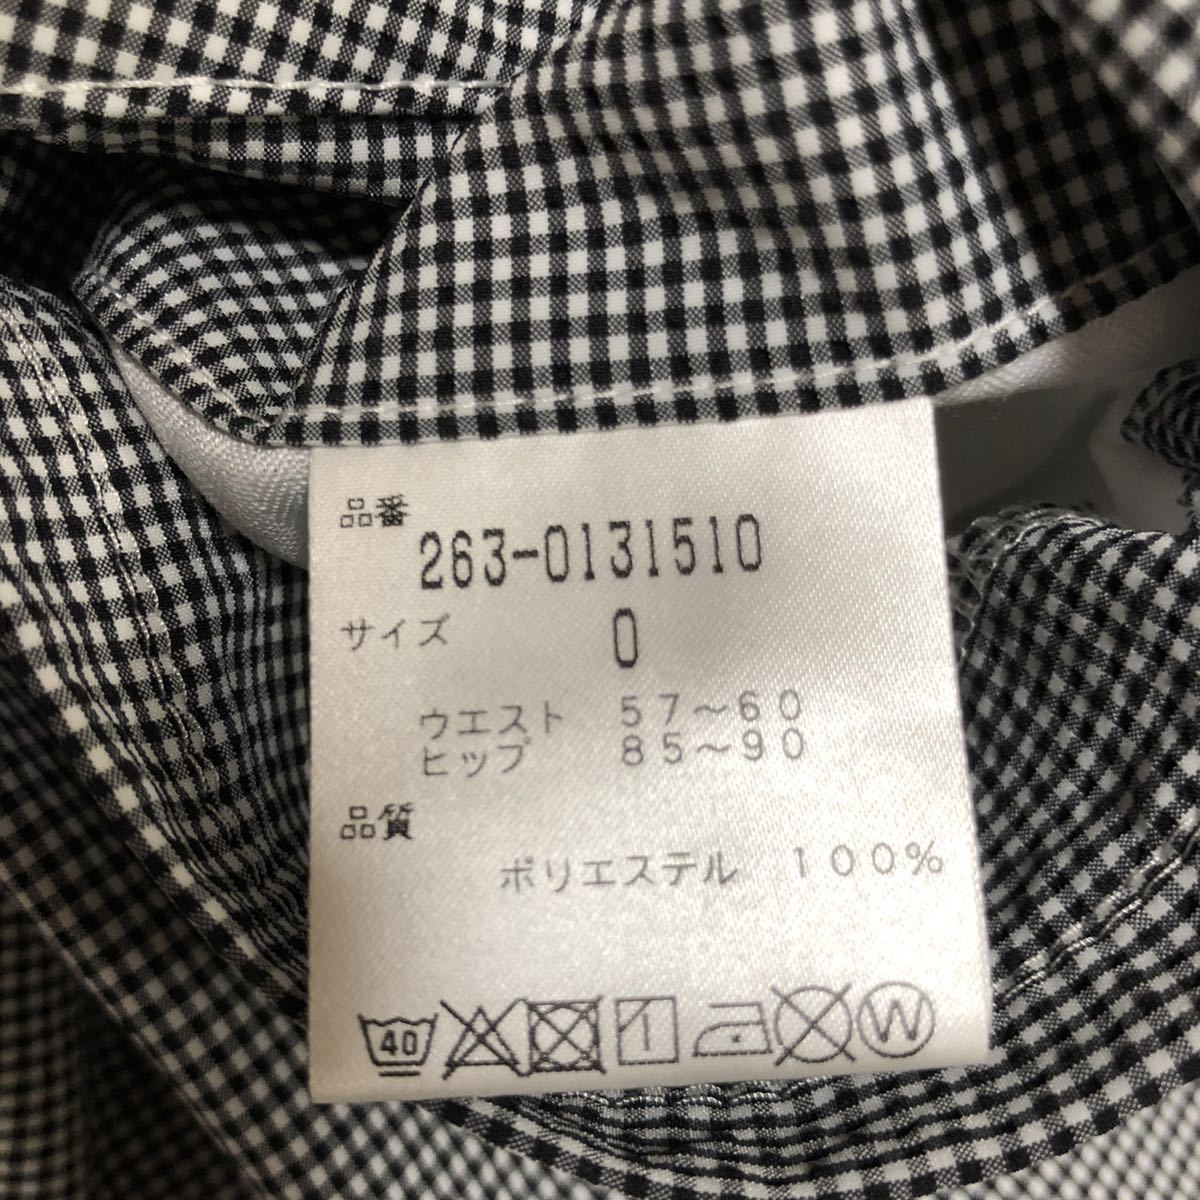 品番
263-0131510
サイズ 0
ウエスト 57〜60
ヒップ 85〜90
品質
ポリエステル 100%
40 W